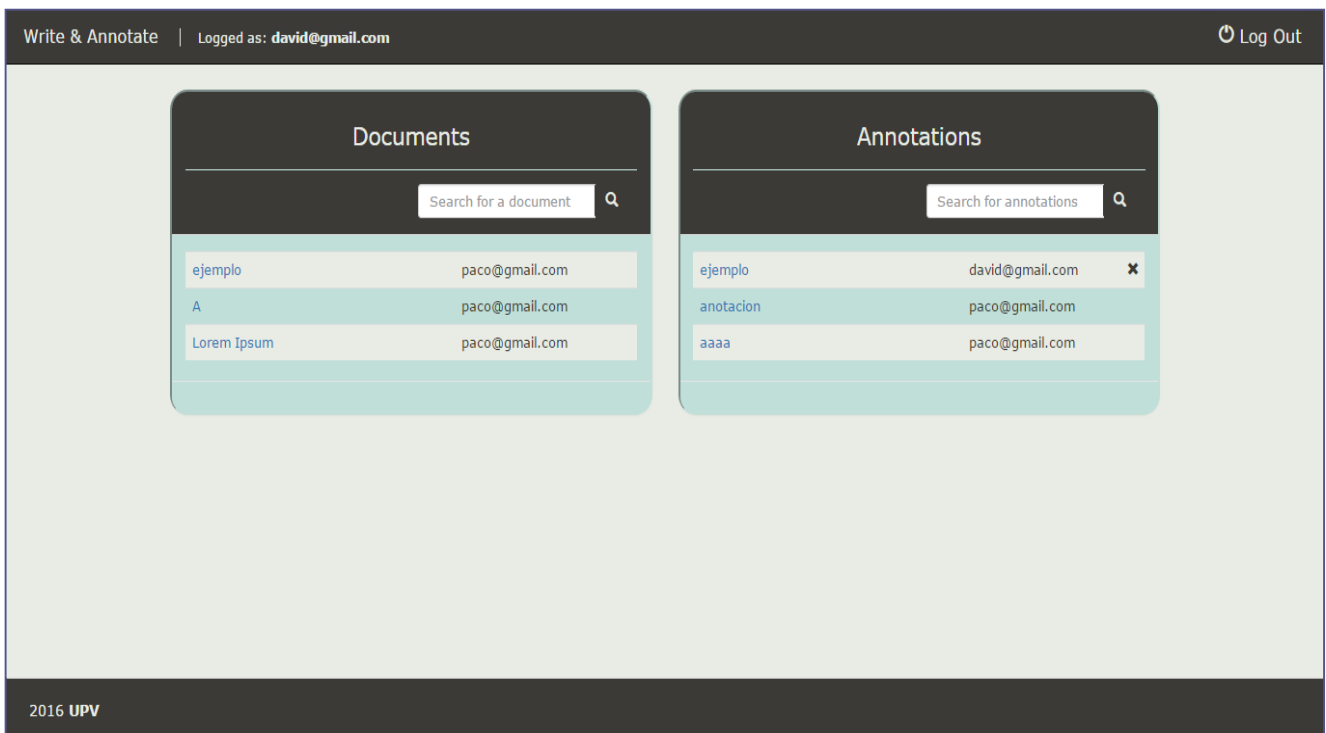 Write & Annotate | Logged as: david@gmail.com Log Out
Documents
Search for a document
ejemplo paco@gmail.com
A paco@gmail.com
Lorem Ipsum paco@gmail.com
Annotations
Search for annotations
ejemplo david@gmail.com
anotacion paco@gmail.com
aaaa paco@gmail.com
2016 UPV